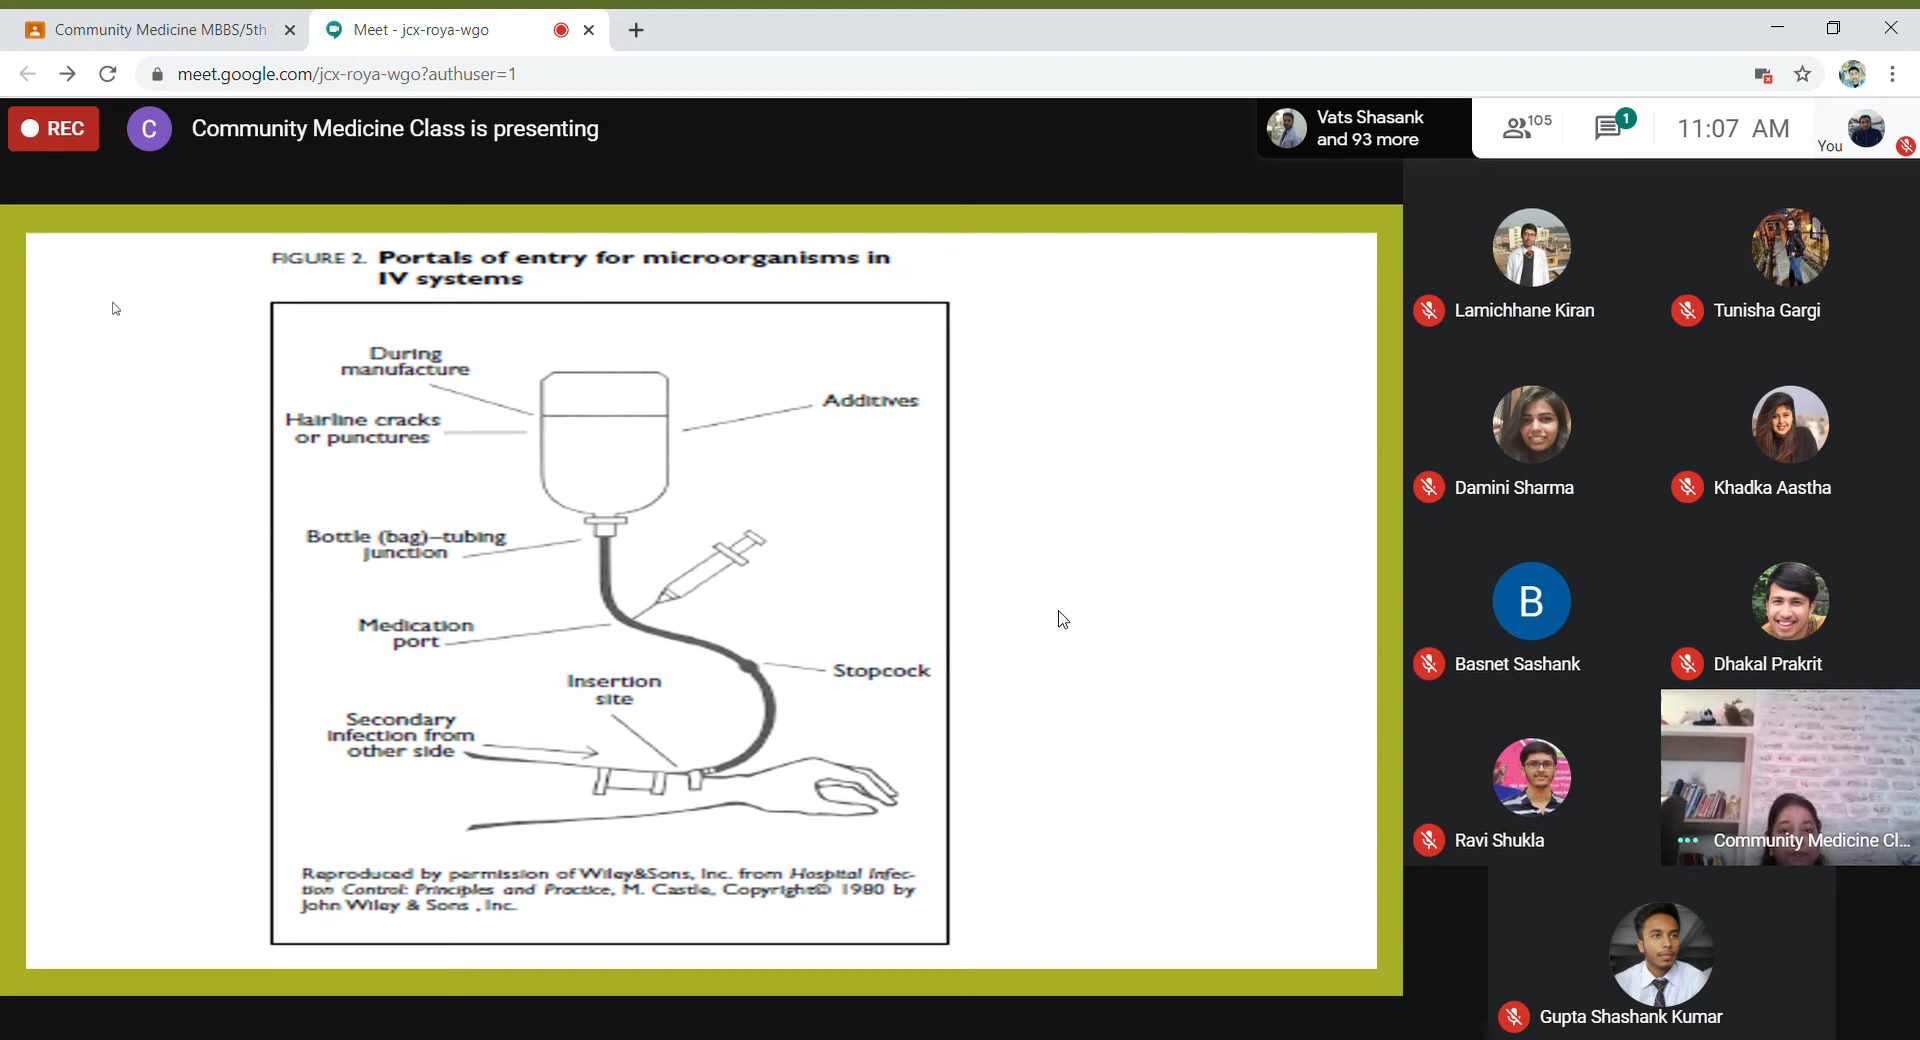 Community Medicine MBBS/5th
Meet - jcx-roya-wgo
meet.google.com/jcx-roya-wgo?authuser=1
REC
C
Community Medicine Class is presenting
Vats Shasank
and 93 more
105
1
11:07 AM
You
FIGURE 2. Portals of entry for microorganisms in
IV systems
During
manufacture
Additives
Hairline cracks
or punctures
Bottle (bag)–tubing
junction
Medication
port
Stopcock
Insertion
site
Secondary
infection from
other side
Reproduced by permission of Wiley&Sons, Inc. from Hospital Infec-
tion Control: Principles and Practice, M. Castle, Copyright© 1980 by
John Wiley & Sons , Inc.
Lamichhane Kiran
Tunisha Gargi
Damini Sharma
Khadka Aastha
B
Basnet Sashank
Dhakal Prakrit
Ravi Shukla
Community Medicine Cl...
Gupta Shashank Kumar